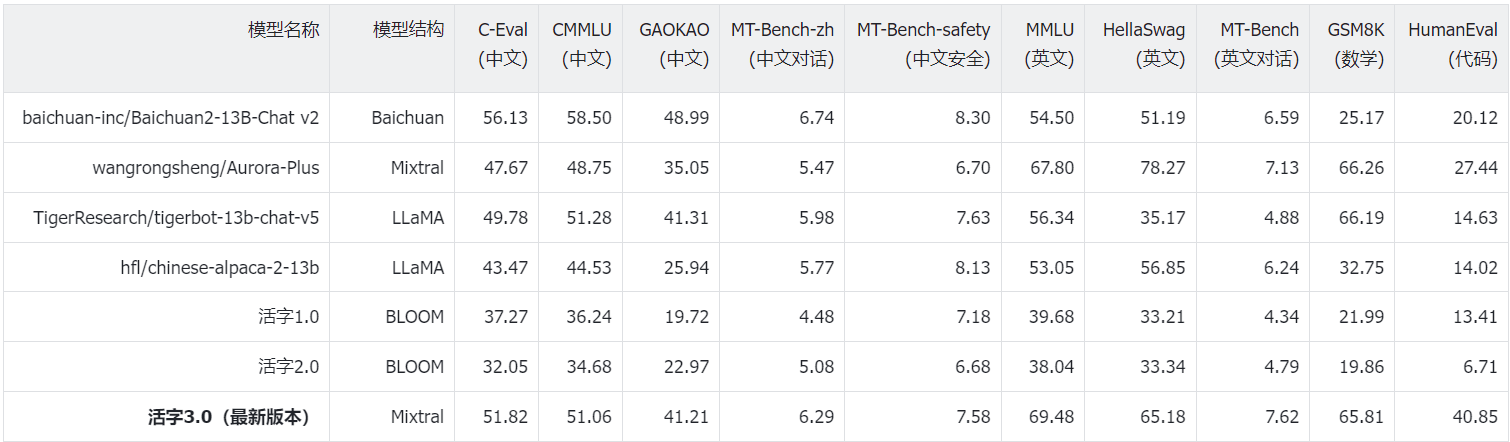 模型名称 模型结构 C-Eval CMMLU GAOKAO MT-Bench-zh MT-Bench-safety MMLU HellaSwag MT-Bench GSM8K HumanEval
(中文) (中文) (中文) (中文对话) (中文安全) (英文) (英文) (英文对话) (数学) (代码)
baichuan-inc/Baichuan2-13B-Chat v2 Baichuan 56.13 58.50 48.99 6.74 8.30 54.50 51.19 6.59 25.17 20.12
wangrongsheng/Aurora-Plus Mixtral 47.67 48.75 35.05 5.47 6.70 67.80 78.27 7.13 66.26 27.44
TigerResearch/tigerbot-13b-chat-v5 LLaMA 49.78 51.28 41.31 5.98 7.63 56.34 35.17 4.88 66.19 14.63
hfl/chinese-alpaca-2-13b LLaMA 43.47 44.53 25.94 5.77 8.13 53.05 56.85 6.24 32.75 14.02
活字1.0 BLOOM 37.27 36.24 19.72 4.48 7.18 39.68 33.21 4.34 21.99 13.41
活字2.0 BLOOM 32.05 34.68 22.97 5.08 6.68 38.04 33.34 4.79 19.86 6.71
活字3.0（最新版本） Mixtral 51.82 51.06 41.21 6.29 7.58 69.48 65.18 7.62 65.81 40.85